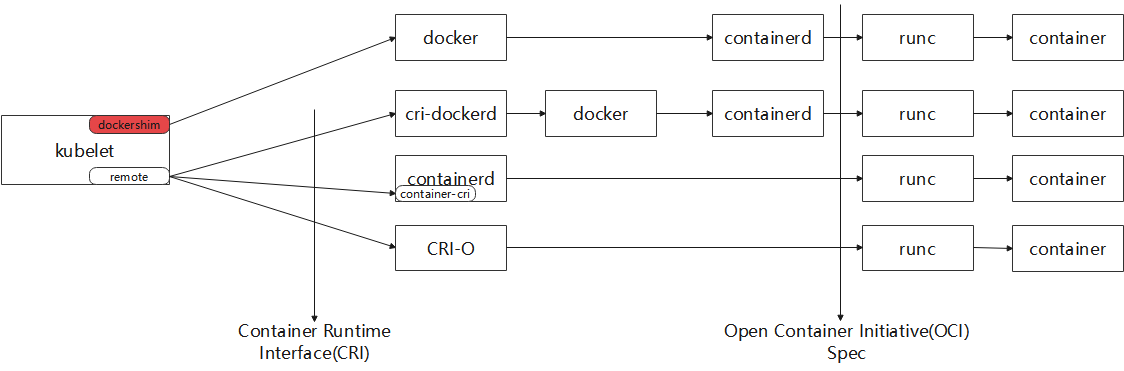 docker
containerd
runc
container
dockershim
kubelet
remote
cri-dockerd
docker
containerd
runc
container
containerd
container-cri
runc
container
CRI-O
runc
container
Container Runtime
Interface(CRI)
Open Container Initiative(OCI)
Spec